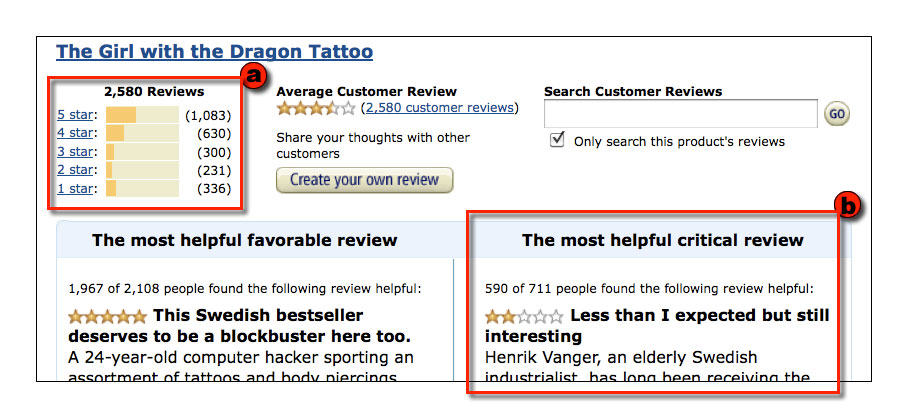 The Girl with the Dragon Tattoo
a
2,580 Reviews
5 star: (1,083)
4 star: (630)
3 star: (300)
2 star: (231)
1 star: (336)
Average Customer Review
(2,580 customer reviews)
Share your thoughts with other
customers
Create your own review
Search Customer Reviews
GO
Only search this product's reviews
b
The most helpful favorable review
1,967 of 2,108 people found the following review helpful:
This Swedish bestseller
deserves to be a blockbuster here too.
A 24-year-old computer hacker sporting an
assortment of tattoos and body piercings
The most helpful critical review
590 of 711 people found the following review helpful:
Less than I expected but still
interesting
Henrik Vanger, an elderly Swedish
industrialist, has long been receiving the